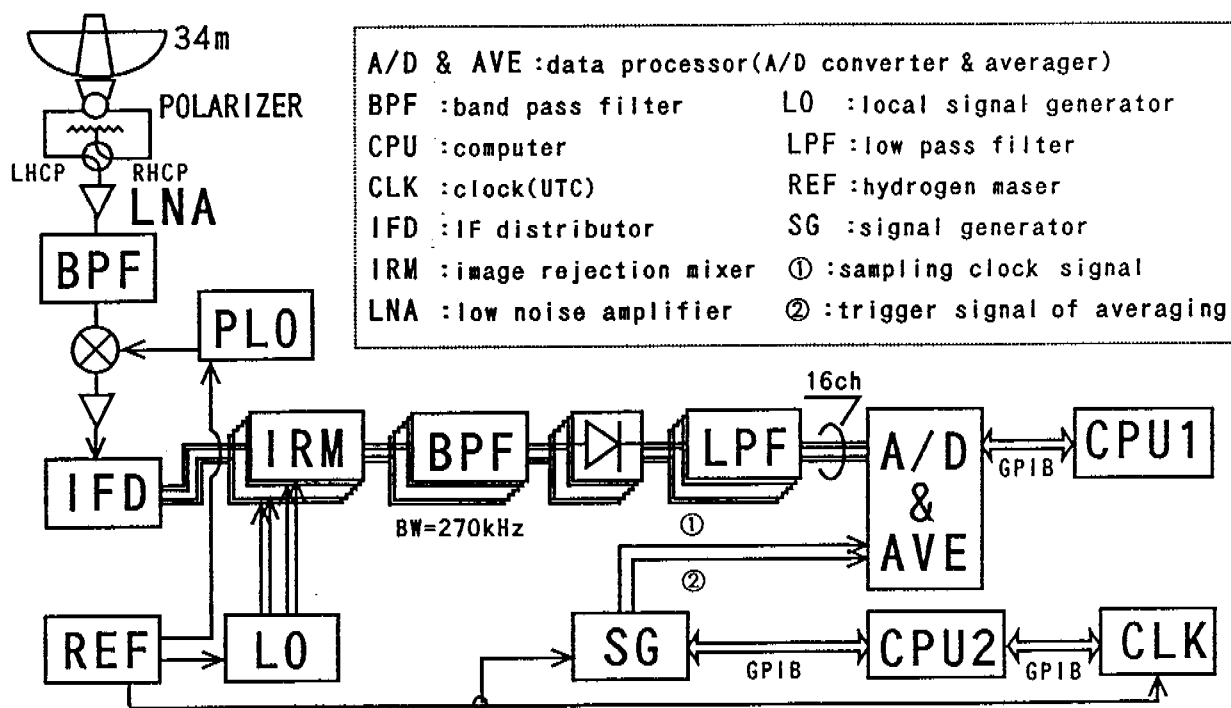 34m
POLARIZER
LHCP RHCP
LNA
BPF
PLO
IFD
IRM
BPF
BW=270kHz
LPF
16ch
A/D
&
AVE
GPIB
CPU1
①
②
REF
LO
SG
GPIB
CPU2
GPIB
CLK
A/D & AVE :data processor(A/D converter & averager)
BPF :band pass filter LO :local signal generator
CPU :computer LPF :low pass filter
CLK :clock(UTC) REF :hydrogen maser
IFD :IF distributor SG :signal generator
IRM :image rejection mixer ① :sampling clock signal
LNA :low noise amplifier ② :trigger signal of averaging